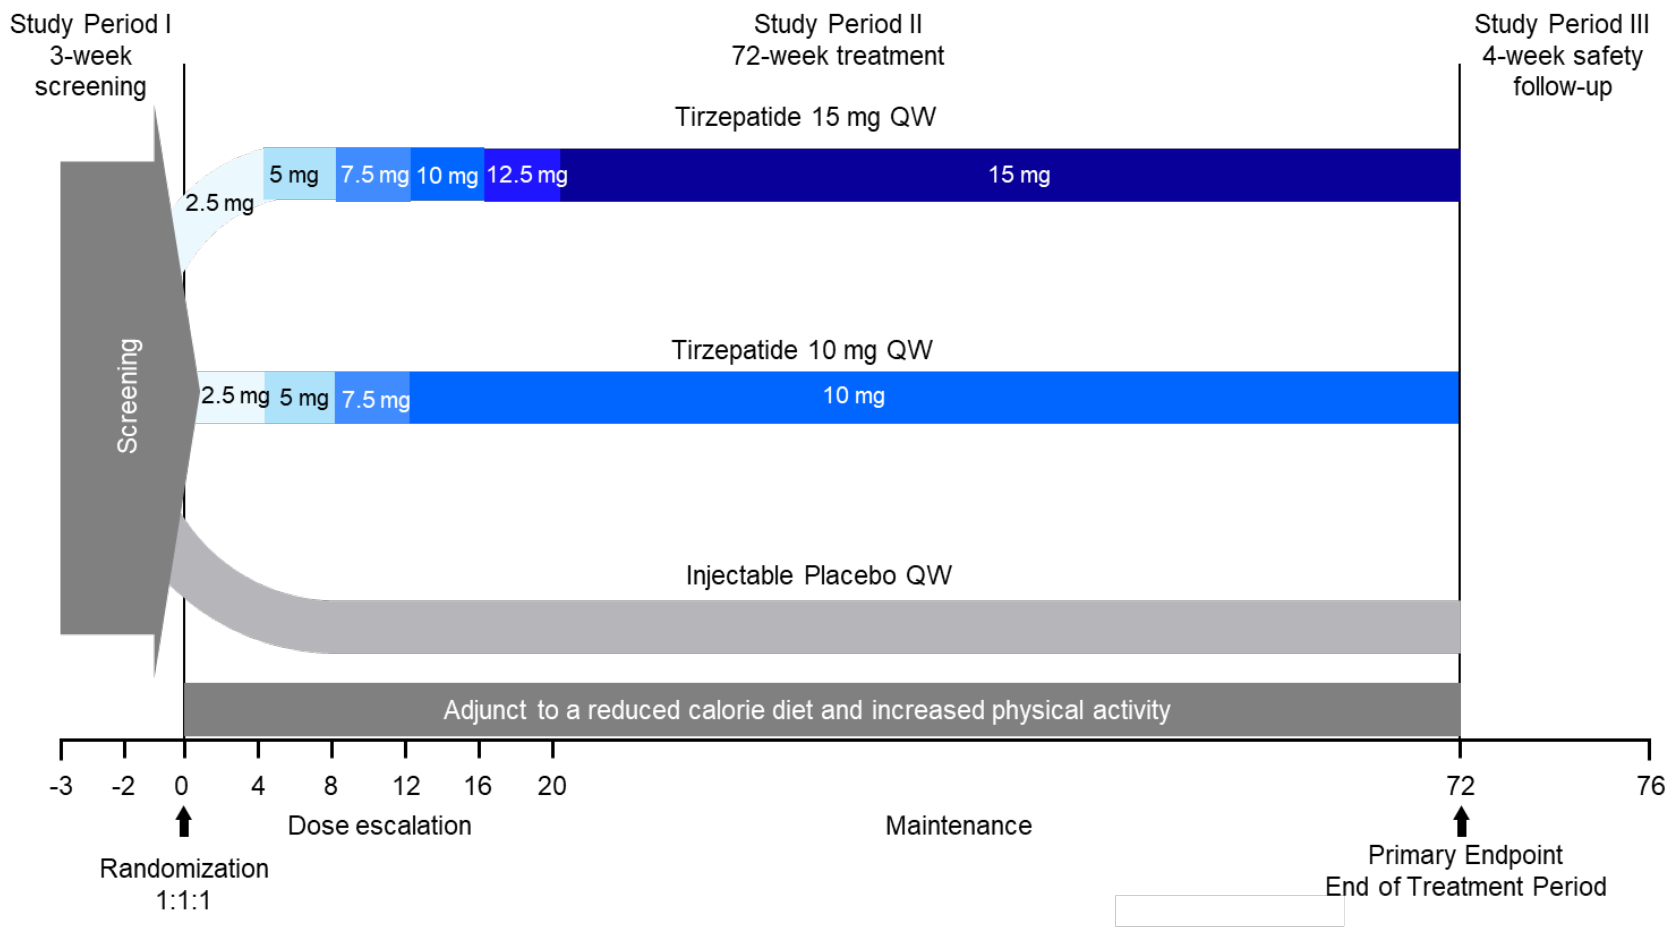 Study Period I
3-week
screening
Study Period II
72-week treatment
Study Period III
4-week safety
follow-up
Tirzepatide 15 mg QW
2.5 mg
5 mg
7.5 mg
10 mg
12.5 mg
15 mg
Screening
Tirzepatide 10 mg QW
2.5 mg
5 mg
7.5 mg
10 mg
Injectable Placebo QW
Adjunct to a reduced calorie diet and increased physical activity
-3 -2 0 4 8 12 16 20 72 76
Dose escalation
Maintenance
Randomization
1:1:1
Primary Endpoint
End of Treatment Period